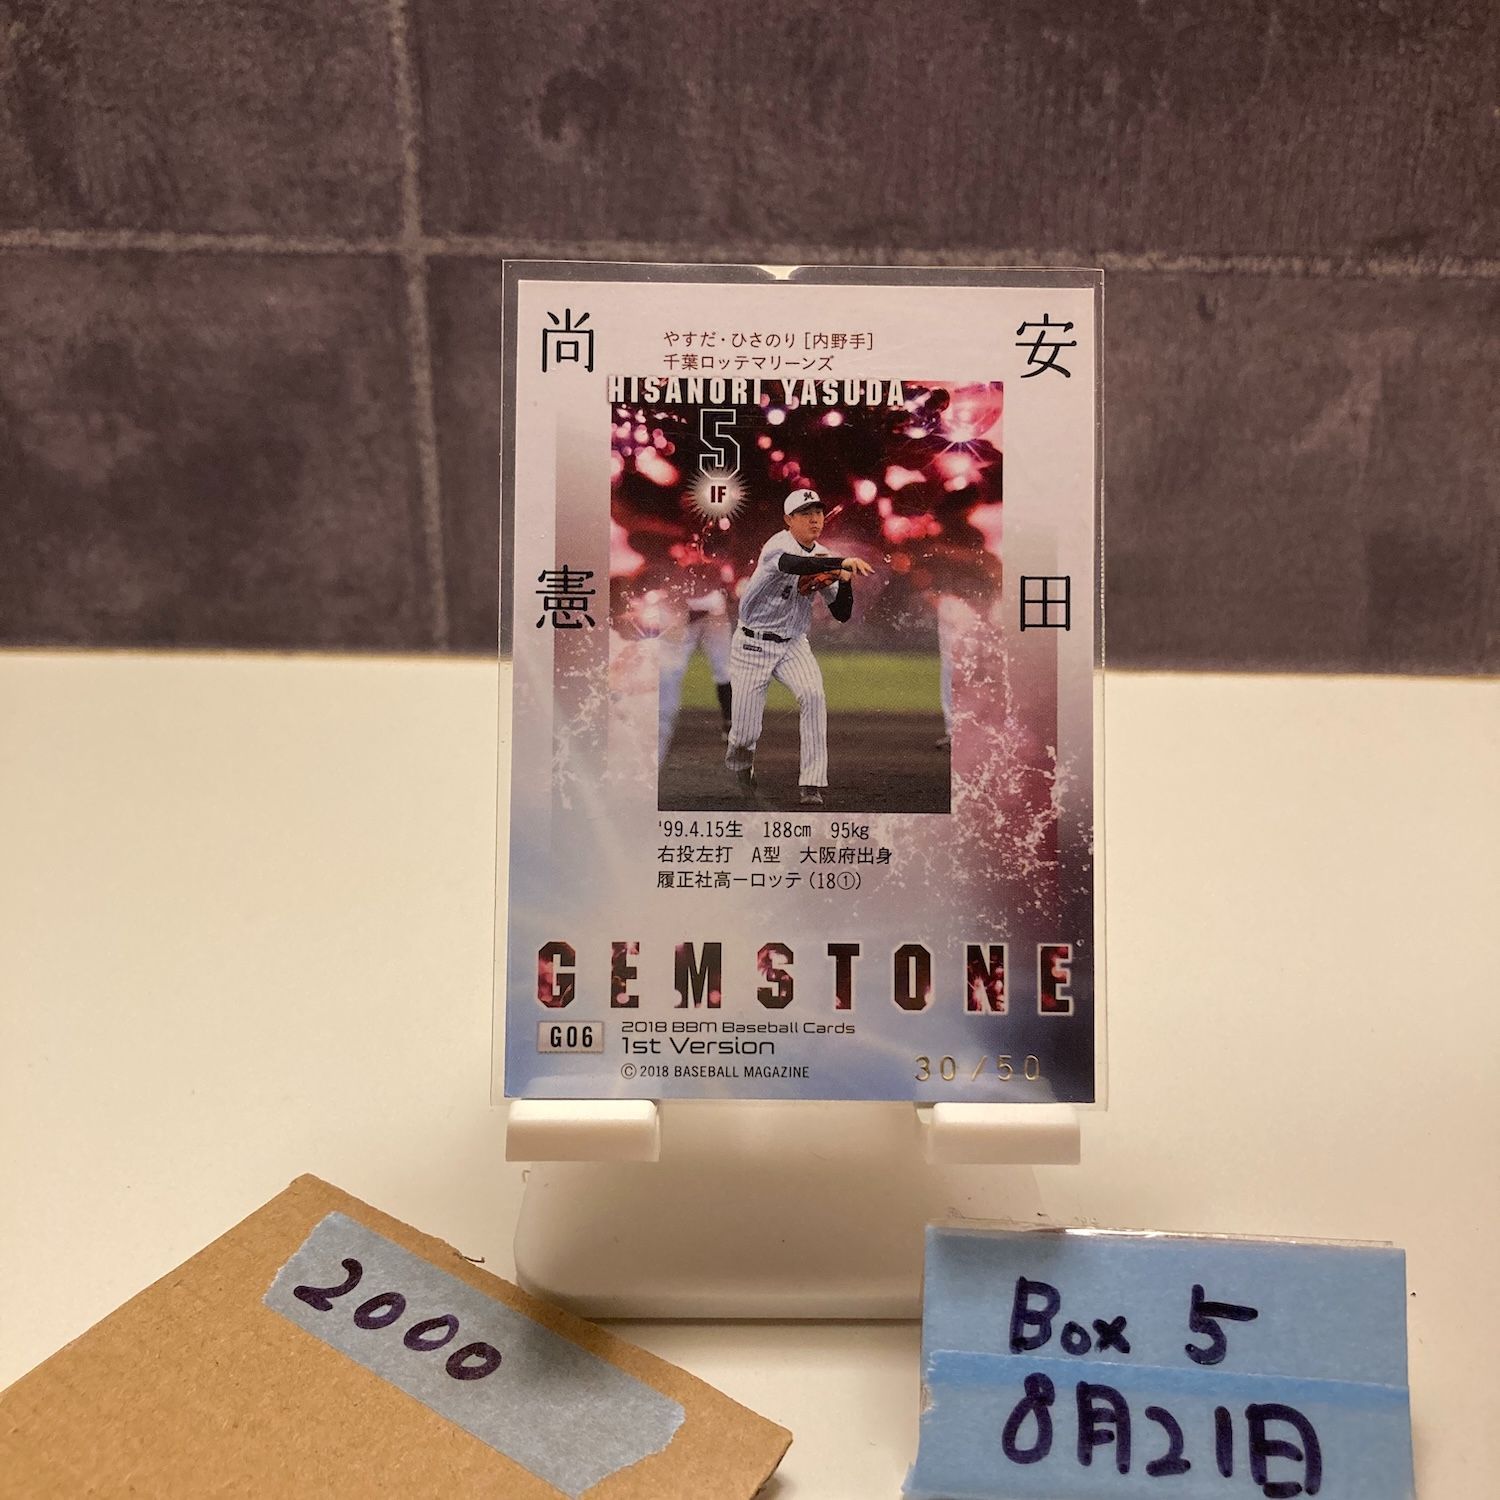 安田
尚憲
やすだ・ひさのり［内野手］
千葉ロッテマリーンズ
HISANORI YASUDA
5
IF
M
'99.4.15生 188㎝ 95kg
右投左打 A型 大阪府出身
履正社高ーロッテ（18①）
GEMSTONE
G06
2018 BBM Baseball Cards
1st Version
©2018 BASEBALL MAGAZINE
30/50
2000
Box 5
8月21日